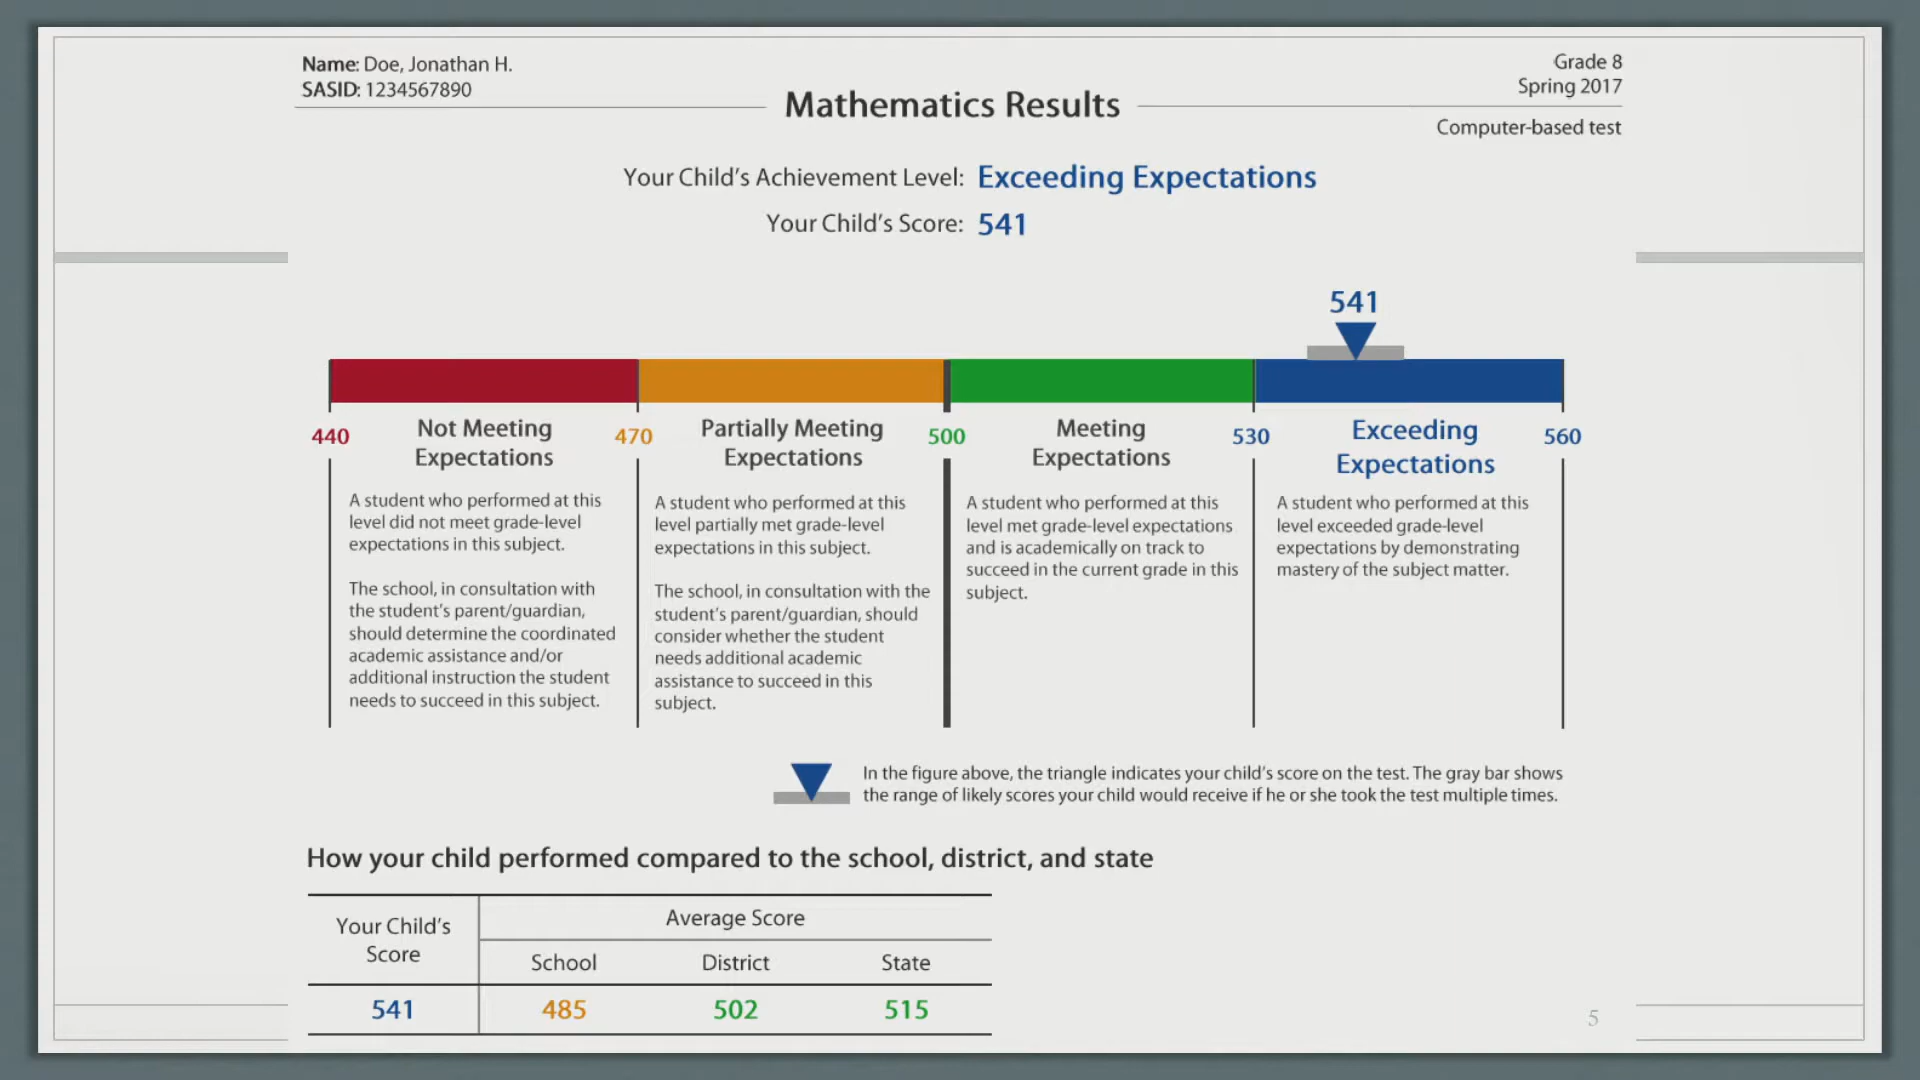 Name: Doe, Jonathan H.
SASID: 1234567890
Grade 8
Spring 2017
Mathematics Results
Computer-based test
Your Child's Achievement Level: Exceeding Expectations
Your Child's Score: 541
541
440
Not Meeting
Expectations
470
Partially Meeting
Expectations
500
Meeting
Expectations
530
Exceeding
Expectations
560
A student who performed at this
level did not meet grade-level
expectations in this subject.
The school, in consultation with
the student's parent/guardian,
should determine the coordinated
academic assistance and/or
additional instruction the student
needs to succeed in this subject.
A student who performed at this
level partially met grade-level
expectations in this subject.
The school, in consultation with the
student's parent/guardian, should
consider whether the student
needs additional academic
assistance to succeed in this
subject.
A student who performed at this
level met grade-level expectations
and is academically on track to
succeed in the current grade in this
subject.
A student who performed at this
level exceeded grade-level
expectations by demonstrating
mastery of the subject matter.
In the figure above, the triangle indicates your child's score on the test. The gray bar shows
the range of likely scores your child would receive if he or she took the test multiple times.
How your child performed compared to the school, district, and state
Your Child's
Score
Average Score
School District State
541 485 502 515
5